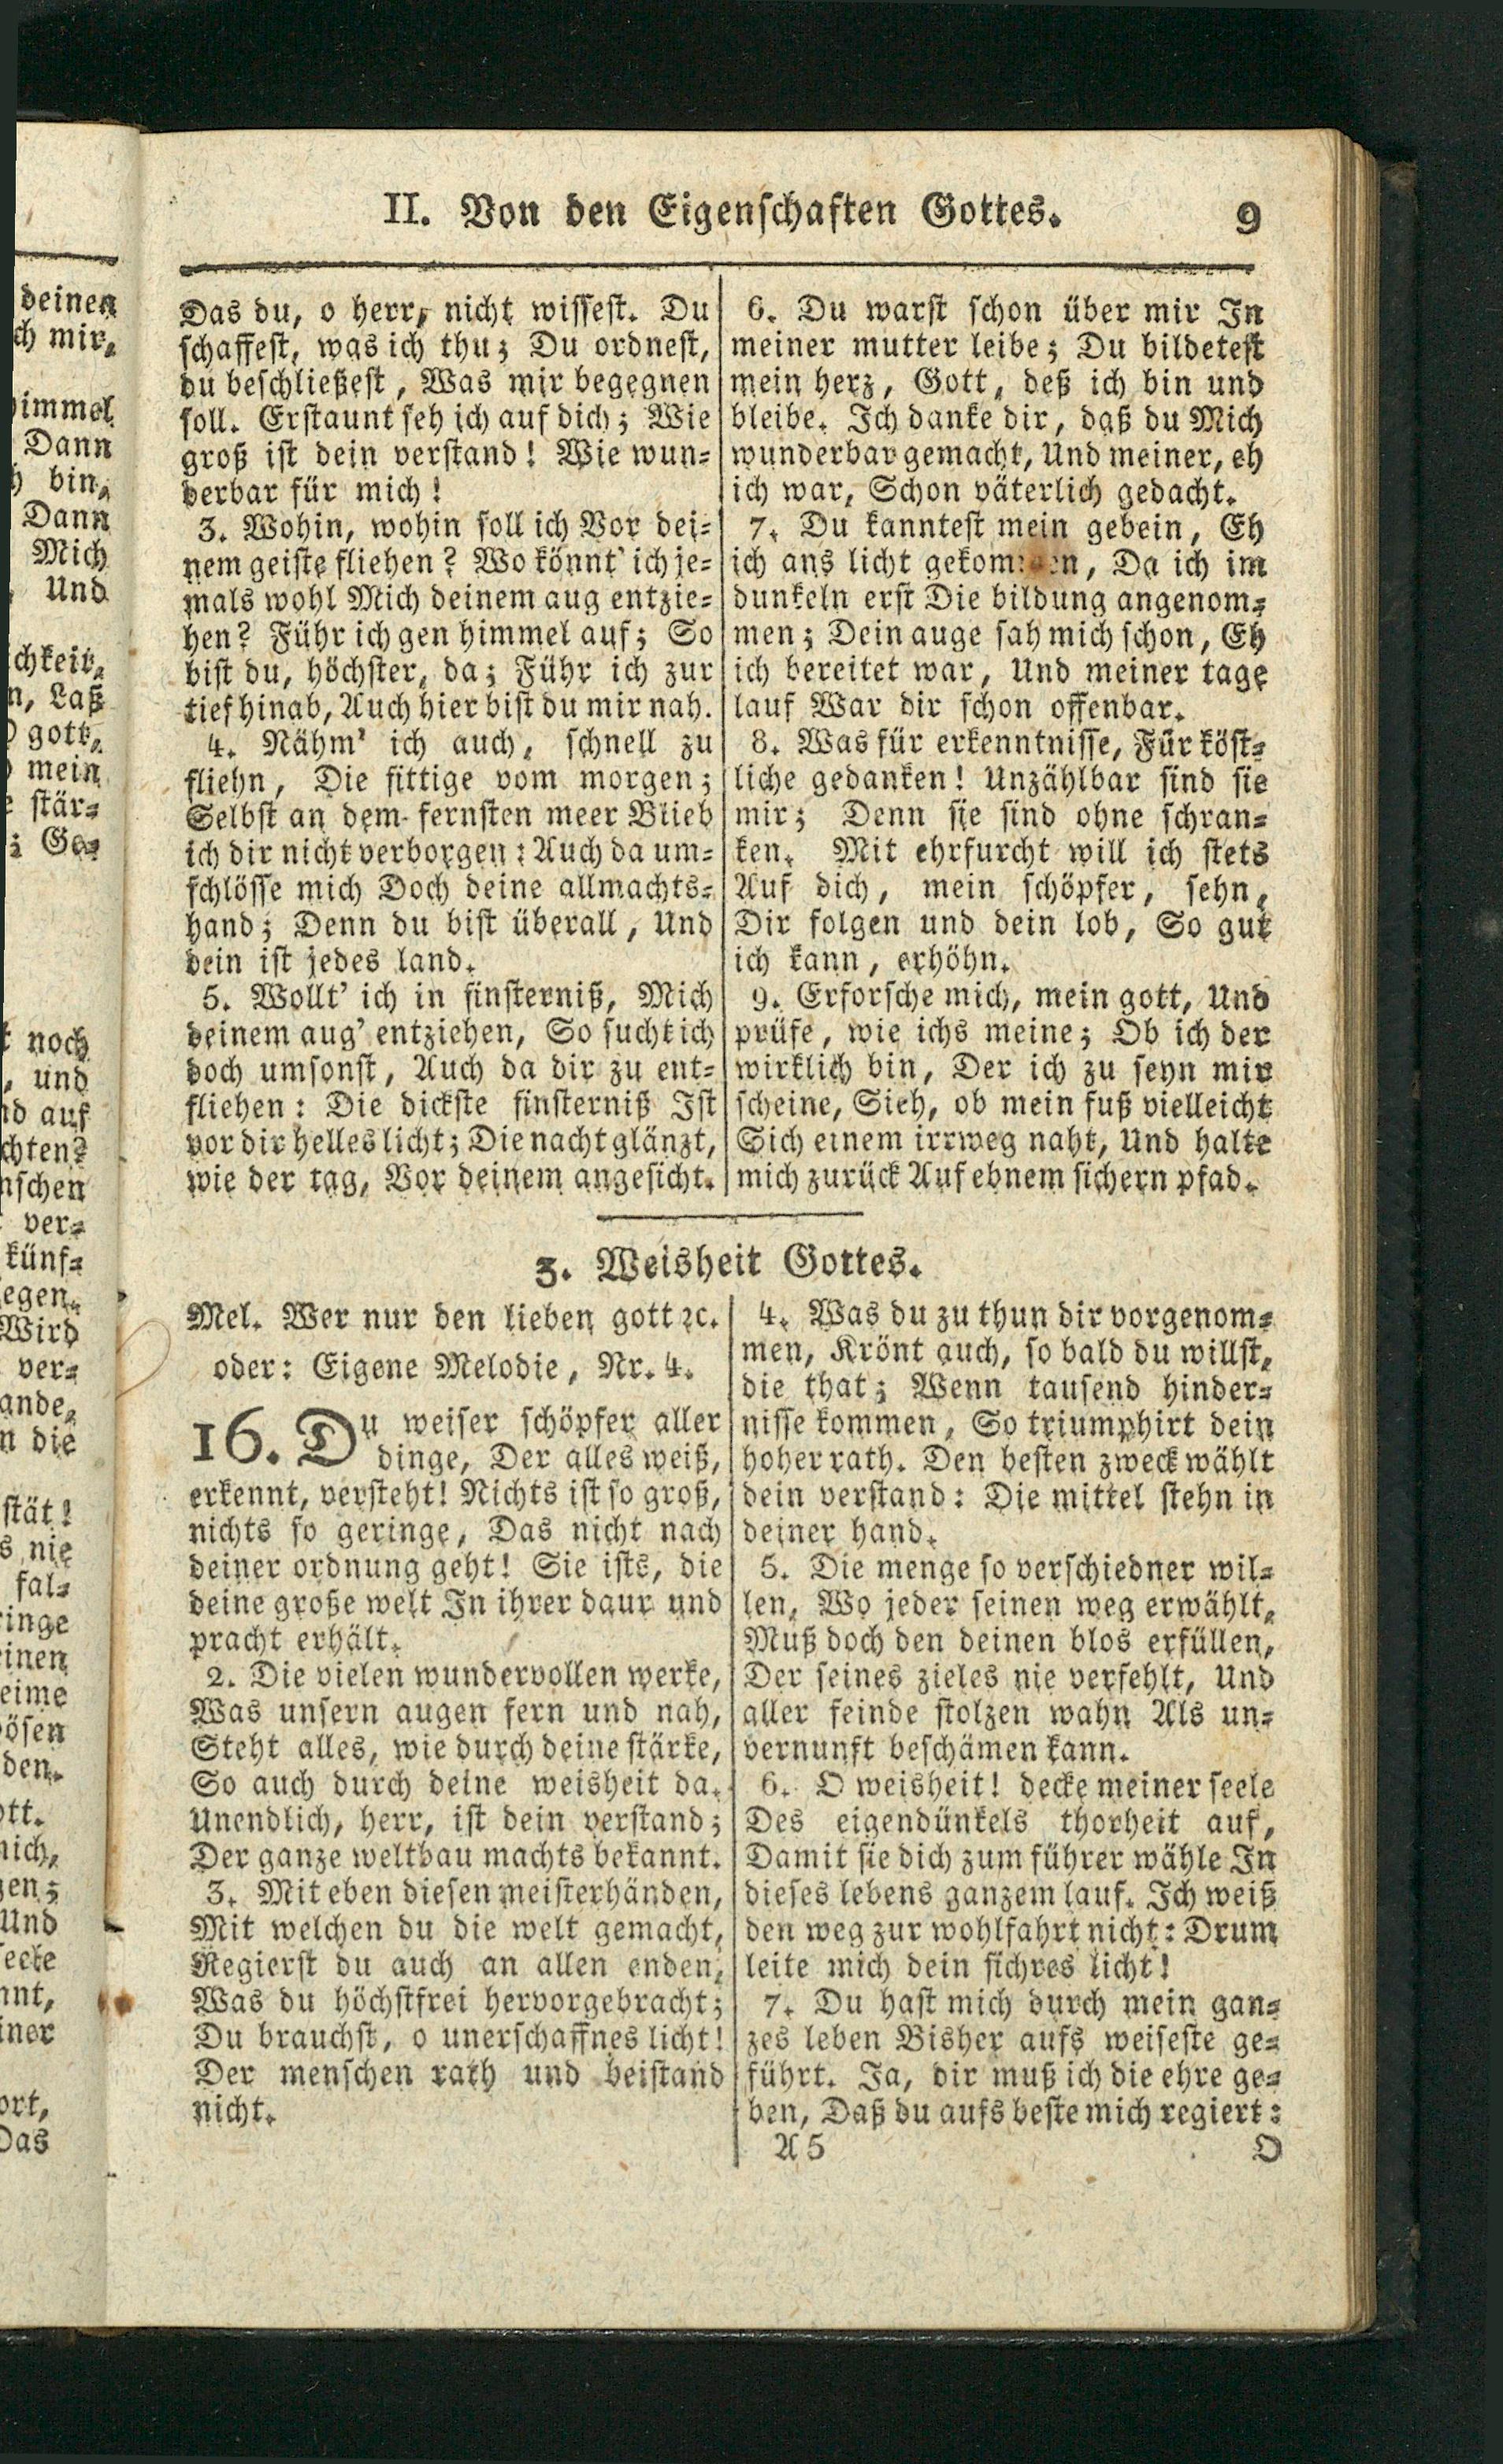 II. Von den Eigenschaften Gottes. 9
Das du, o herr, nicht wissest. Du
schaffest, was ich thu; Du ordnest,
du beschließest, Was mir begegnen
soll. Erstaunt seh ich auf dich; Wie
groß ist dein verstand! Wie wun-
derbar für mich!
3. Wohin, wohin soll ich Vor dei-
nem geiste fliehen? Wo könnt' ich je-
mals wohl Mich deinem aug entzie-
hen? Führ ich gen himmel auf; So
bist du, höchster, da; Führ ich zur
tief hinab, Auch hier bist du mir nah.
4. Nähm' ich auch, schnell zu
fliehn, Die fittige vom morgen;
Selbst an dem fernsten meer Blieb
ich dir nicht verborgen: Auch da um-
schlösse mich Doch deine allmachts-
hand; Denn du bist überall, Und
dein ist jedes land.
5. Wollt' ich in finsterniß, Mich
deinem aug' entziehen, So sucht ich
doch umsonst, Auch da dir zu ent-
fliehen: Die dickste finsterniß Ist
vor dir helles licht; Die nacht glänzt,
wie der tag, Vor deinem angesicht.
6. Du warst schon über mir In
meiner mutter leibe; Du bildetest
mein herz, Gott, deß ich bin und
bleibe. Ich danke dir, daß du Mich
wunderbar gemacht, Und meiner, eh
ich war, Schon väterlich gedacht.
7. Du kanntest mein gebein, Eh
ich ans licht gekommen, Da ich im
dunkeln erst Die bildung angenom-
men; Dein auge sah mich schon, Eh
ich bereitet war, Und meiner tage
lauf War dir schon offenbar.
8. Was für erkenntnisse, Für köst-
liche gedanken! Unzählbar sind sie
mir; Denn sie sind ohne schran-
ken. Mit ehrfurcht will ich stets
Auf dich, mein schöpfer, sehn,
Dir folgen und dein lob, So gut
ich kann, erhöhn.
9. Erforsche mich, mein gott, Und
prüfe, wie ichs meine; Ob ich der
wirklich bin, Der ich zu seyn mir
scheine, Sieh, ob mein fuß vielleicht
Sich einem irrweg naht, Und halte
mich zurück Auf ebnem sichern pfad.
3. Weisheit Gottes.
Mel. Wer nur den lieben gott ꝛc.
oder: Eigene Melodie, Nr. 4.
16. Du weiser schöpfer aller
dinge, Der alles weiß,
erkennt, versteht! Nichts ist so groß,
nichts so geringe, Das nicht nach
deiner ordnung geht! Sie ists, die
deine große welt In ihrer daur und
pracht erhält.
2. Die vielen wundervollen werke,
Was unsern augen fern und nah,
Steht alles, wie durch deine stärke,
So auch durch deine weisheit da.
Unendlich, herr, ist dein verstand;
Der ganze weltbau machts bekannt.
3. Mit eben diesen meisterhänden,
Mit welchen du die welt gemacht,
Regierst du auch an allen enden,
Was du höchstfrei hervorgebracht;
Du brauchst, o unerschaffnes licht!
Der menschen rath und beistand
nicht.
4. Was du zu thun dir vorgenom-
men, Krönt auch, so bald du willst,
die that; Wenn tausend hinder-
nisse kommen, So triumphirt dein
hoher rath. Den besten zweck wählt
dein verstand: Die mittel stehn in
deiner hand.
5. Die menge so verschiedner wil-
len, Wo jeder seinen weg erwählt,
Muß doch den deinen blos erfüllen,
Der seines zieles nie verfehlt, Und
aller feinde stolzen wahn Als un-
vernunft beschämen kann.
6. O weisheit! decke meiner seele
Des eigendünkels thorheit auf,
Damit sie dich zum führer wähle In
dieses lebens ganzem lauf. Ich weiß
den weg zur wohlfahrt nicht: Drum
leite mich dein sichres licht!
7. Du hast mich durch mein gan-
zes leben Bisher aufs weiseste ge-
führt. Ja, dir muß ich die ehre ge-
ben, Daß du aufs beste mich regiert:
A 5 O